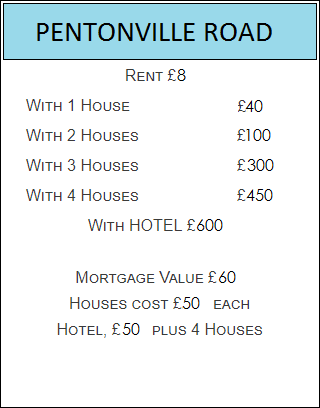 PENTONVILLE ROAD
Rent £8
With 1 House £40
With 2 Houses £100
With 3 Houses £300
With 4 Houses £450
With HOTEL £600
Mortgage Value £60
Houses cost £50 each
Hotel, £50 plus 4 Houses